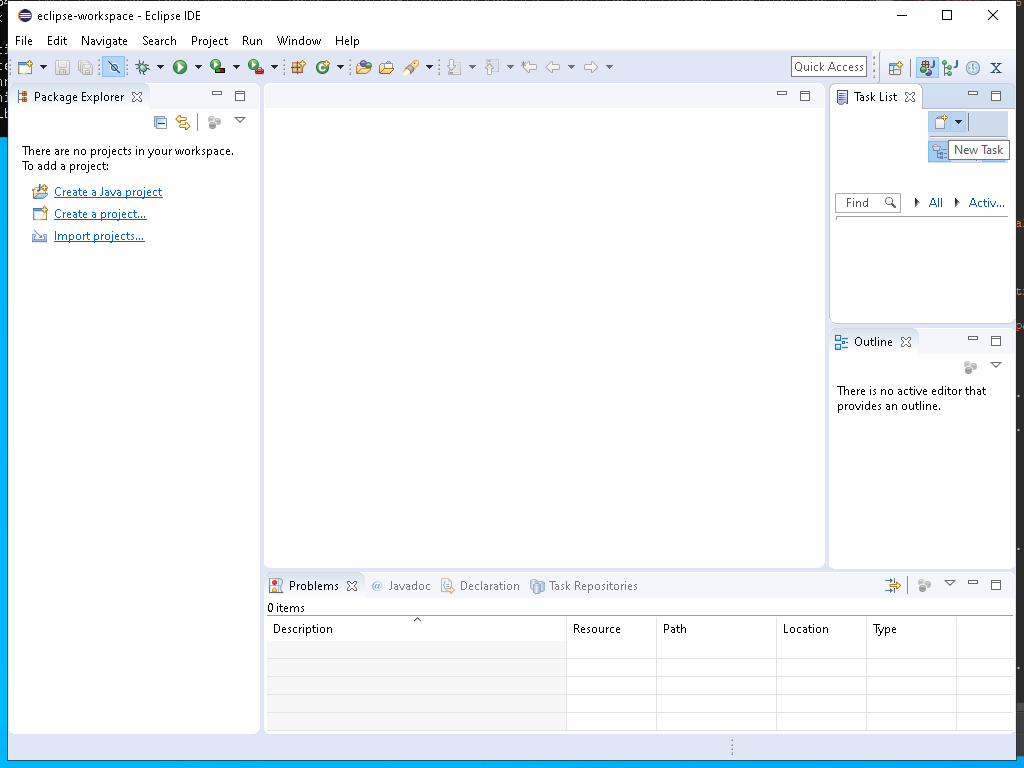 eclipse-workspace - Eclipse IDE
File Edit Navigate Search Project Run Window Help
Quick Access
Package Explorer
There are no projects in your workspace.
To add a project:
Create a Java project
Create a project...
Import projects...
Task List
New Task
Find All Activ...
Outline
There is no active editor that
provides an outline.
Problems @ Javadoc Declaration Task Repositories
0 items
Description Resource Path Location Type